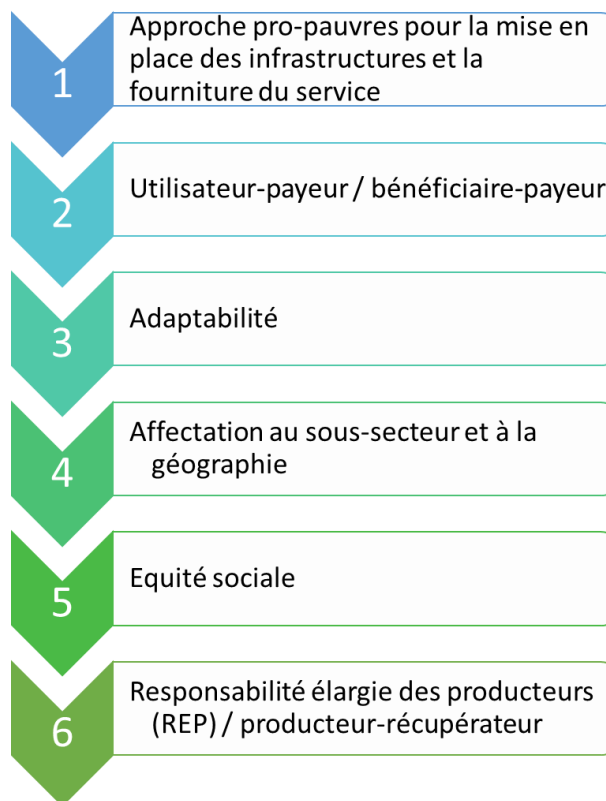 1
Approche pro-pauvres pour la mise en
place des infrastructures et la
fourniture du service
2
Utilisateur-payeur / bénéficiaire-payeur
3
Adaptabilité
4
Affectation au sous-secteur et à la
géographie
5
Equité sociale
6
Responsabilité élargie des producteurs
(REP) / producteur-récupérateur